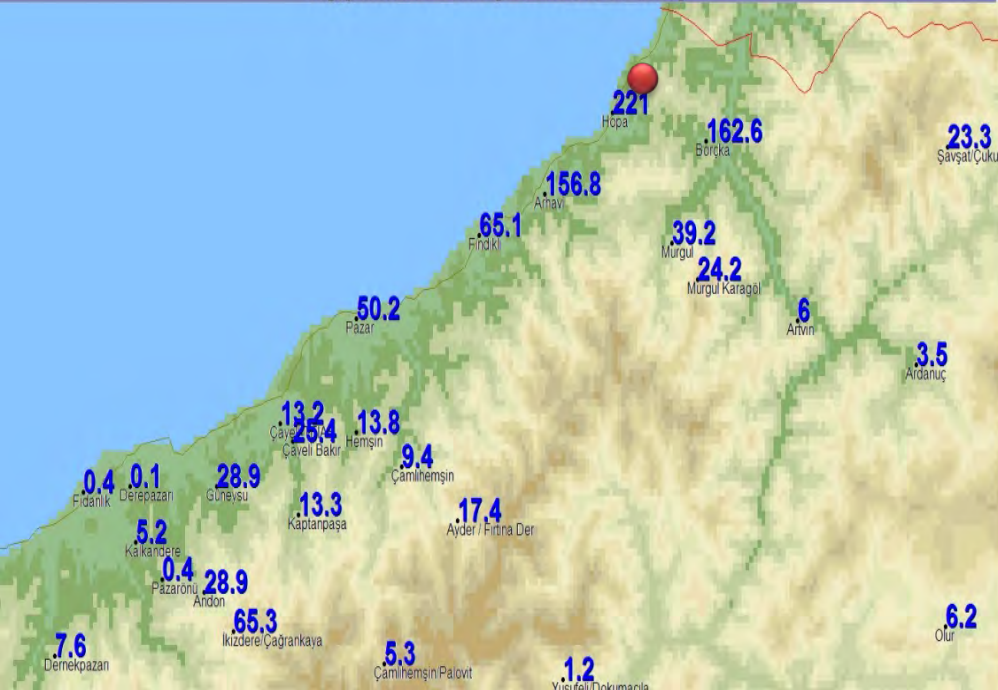 221
Hopa
162.6
Borçka
23.3
Şavşat/Çuku
156.8
Arhavi
65.1
Fındıklı
39.2
Murgul
24.2
Murgul Karagöl
50.2
Pazar
6
Artvin
3.5
Ardanuç
13.2
25.4
Çayeli Bakır
13.8
Hemşin
9.4
Çamlıhemşin
0.4
Fidanlık
0.1
Derepazarı
28.9
Güneysu
13.3
Kaptanpaşa
17.4
Ayder / Fırtına Der
5.2
Kalkandere
0.4
Pazarönü
28.9
Andon
65.3
İkizdere/Çağrankaya
7.6
Dernekpazarı
5.3
Çamlıhemşin/Palovit
1.2
Yusufeli/Dokumacıla
6.2
Olur